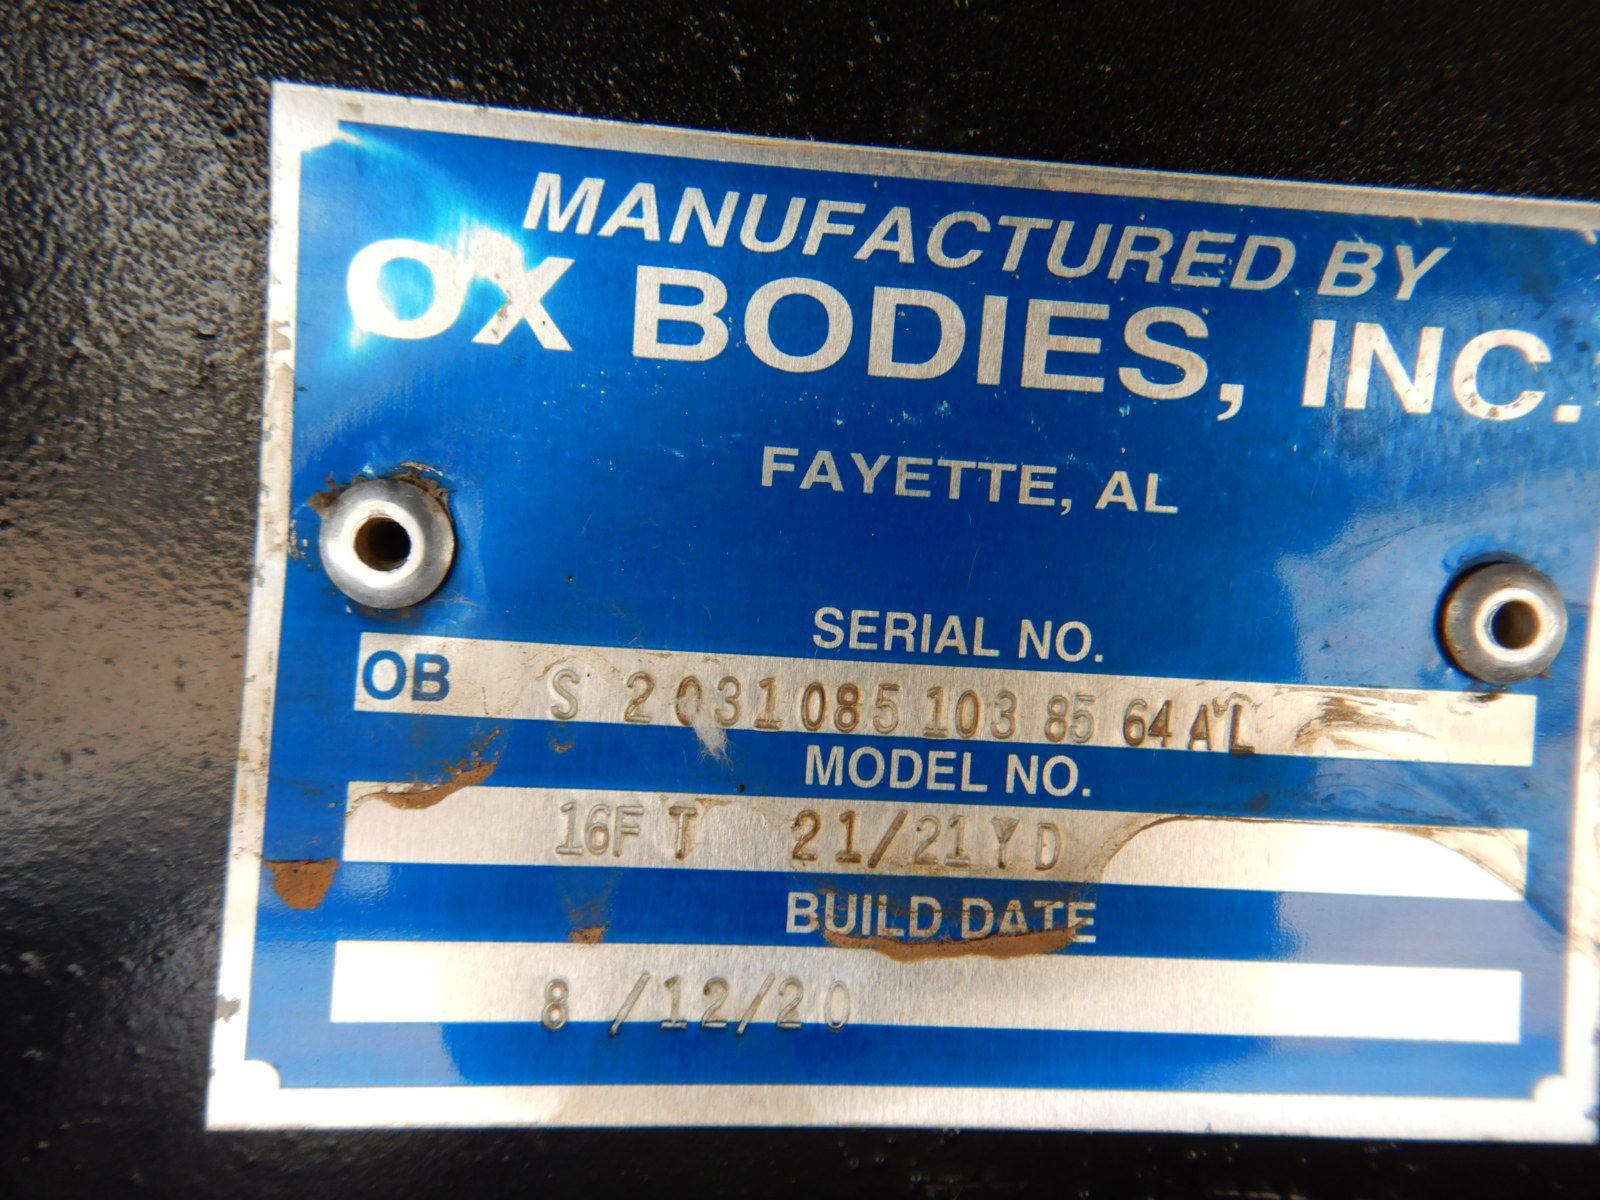 MANUFACTURED BY
OX BODIES, INC.
FAYETTE, AL
SERIAL NO.
OB S 2031085 103 85 64 AL
MODEL NO.
16FT 21/21YD
BUILD DATE
8 /12/20